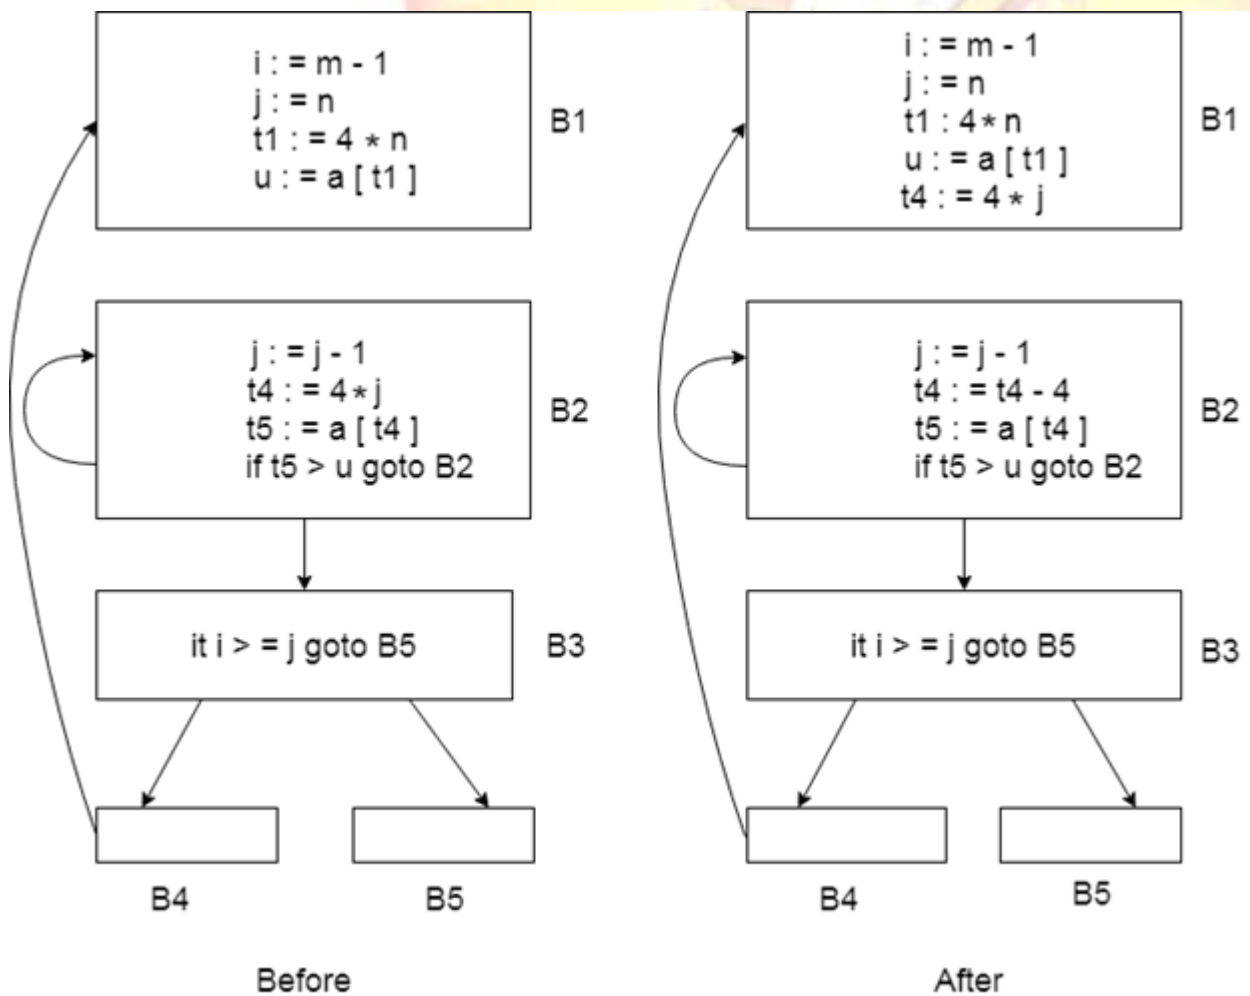 i : = m - 1
j : = n
t1 : = 4 * n
u : = a [ t1 ]
B1
j : = j - 1
t4 : = 4 * j
t5 : = a [ t4 ]
if t5 > u goto B2
B2
it i > = j goto B5
B3
B4
B5
Before
i : = m - 1
j : = n
t1 : 4 * n
u : = a [ t1 ]
t4 : = 4 * j
B1
j : = j - 1
t4 : = t4 - 4
t5 : = a [ t4 ]
if t5 > u goto B2
B2
it i > = j goto B5
B3
B4
B5
After